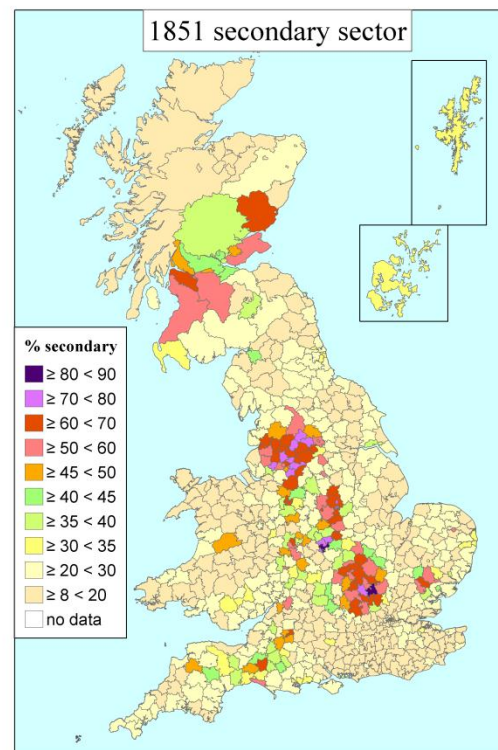 1851 secondary sector
% secondary
≥ 80 < 90
≥ 70 < 80
≥ 60 < 70
≥ 50 < 60
≥ 45 < 50
≥ 40 < 45
≥ 35 < 40
≥ 30 < 35
≥ 20 < 30
≥ 8 < 20
no data